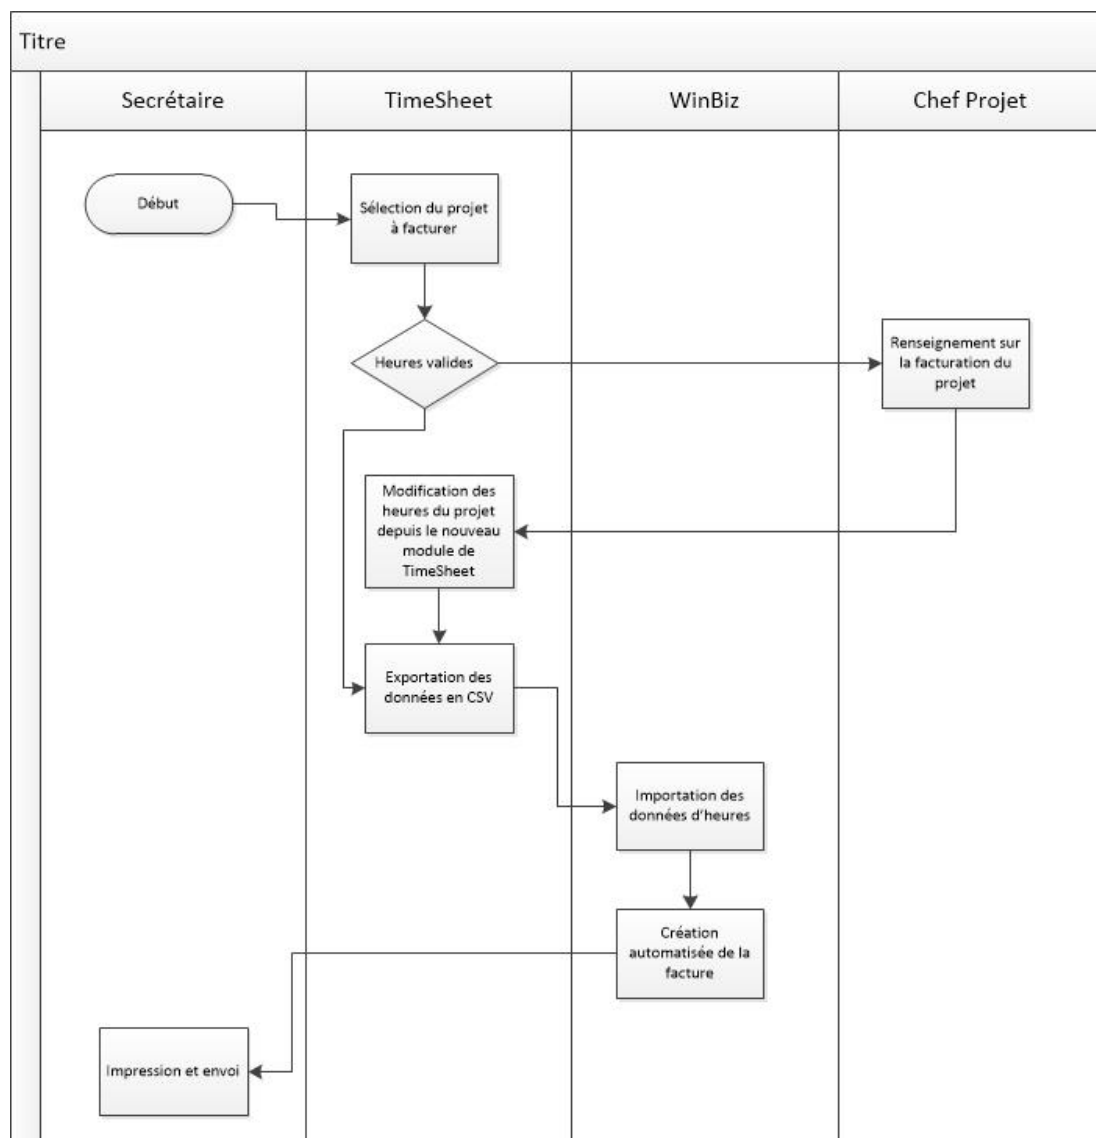 Titre
Secrétaire
TimeSheet
WinBiz
Chef Projet
Début
Sélection du projet
à facturer
Heures valides
Renseignement sur
la facturation du
projet
Modification des
heures du projet
depuis le nouveau
module de
TimeSheet
Exportation des
données en CSV
Importation des
données d'heures
Création
automatisée de la
facture
Impression et envoi